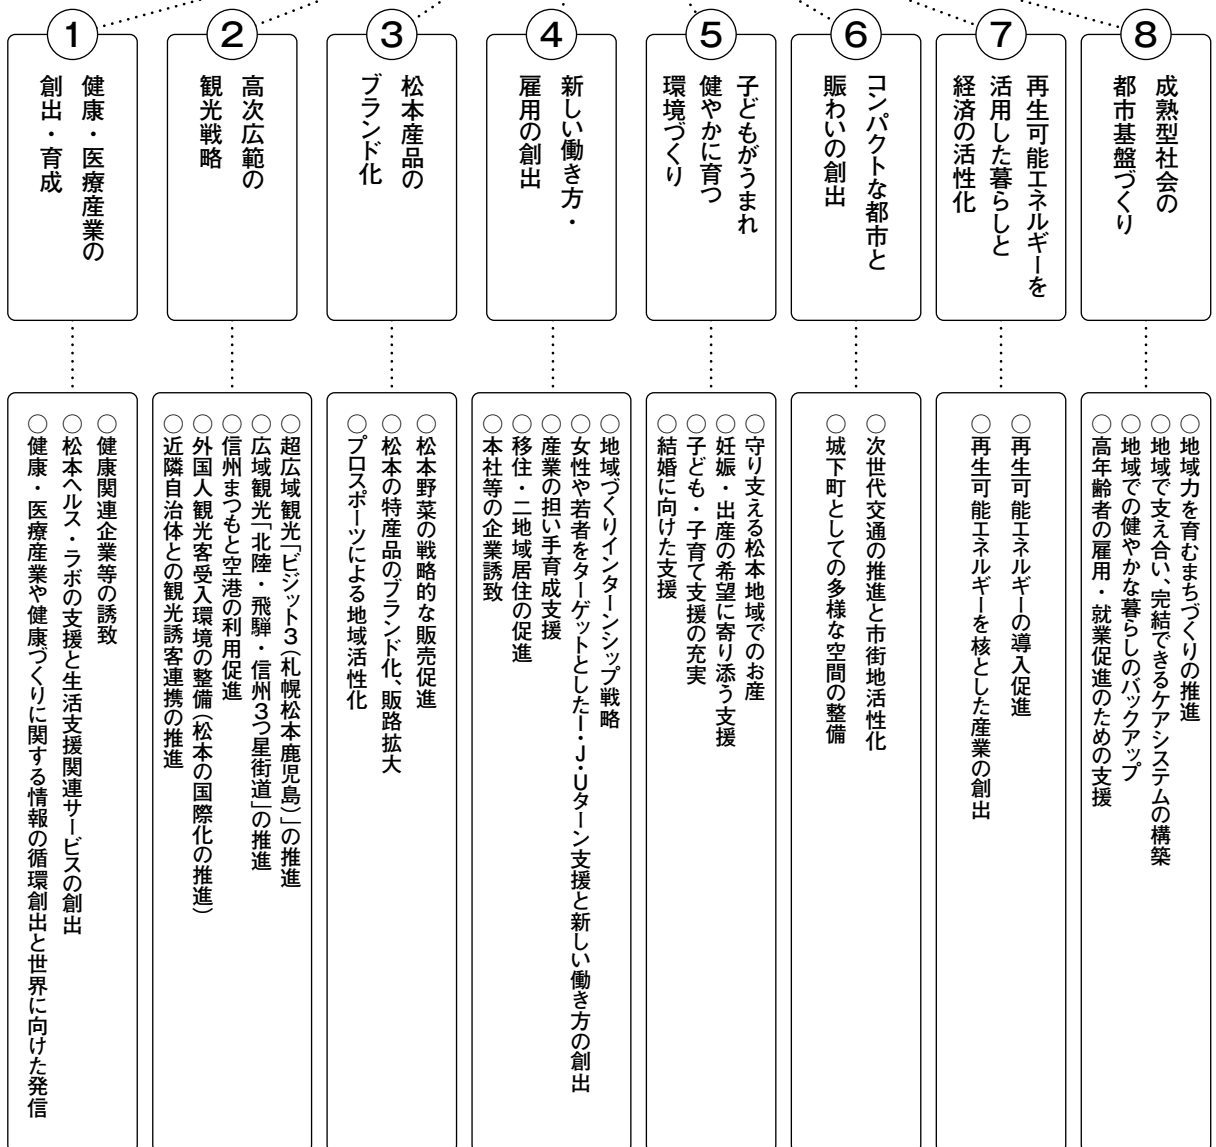 ①
健康・医療産業の
創出・育成
②
高次広範の
観光戦略
③
松本産品の
ブランド化
④
新しい働き方・
雇用の創出
⑤
子どもがうまれ
健やかに育つ
環境づくり
⑥
コンパクトな都市と
賑わいの創出
⑦
再生可能エネルギーを
活用した暮らしと
経済の活性化
⑧
成熟型社会の
都市基盤づくり
○健康関連企業等の誘致
○松本ヘルス・ラボの支援と生活支援関連サービスの創出
○健康・医療産業や健康づくりに関する情報の循環創出と世界に向けた発信
○超広域観光「ビジット3(札幌松本鹿児島)」の推進
○広域観光「北陸・飛騨・信州3つ星街道」の推進
○信州まつもと空港の利用促進
○外国人観光客受入環境の整備(松本の国際化の推進)
○近隣自治体との観光誘客連携の推進
○松本野菜の戦略的な販売促進
○松本の特産品のブランド化、販路拡大
○プロスポーツによる地域活性化
○地域づくりインターンシップ戦略
○女性や若者をターゲットとしたI・J・Uターン支援と新しい働き方の創出
○産業の担い手育成支援
○移住・二地域居住の促進
○本社等の企業誘致
○守り支える松本地域でのお産
○妊娠・出産の希望に寄り添う支援
○子ども・子育て支援の充実
○結婚に向けた支援
○次世代交通の推進と市街地活性化
○城下町としての多様な空間の整備
○再生可能エネルギーの導入促進
○再生可能エネルギーを核とした産業の創出
○地域力を育むまちづくりの推進
○地域で支え合い、完結できるケアシステムの構築
○地域での健やかな暮らしのバックアップ
○高年齢者の雇用・就業促進のための支援